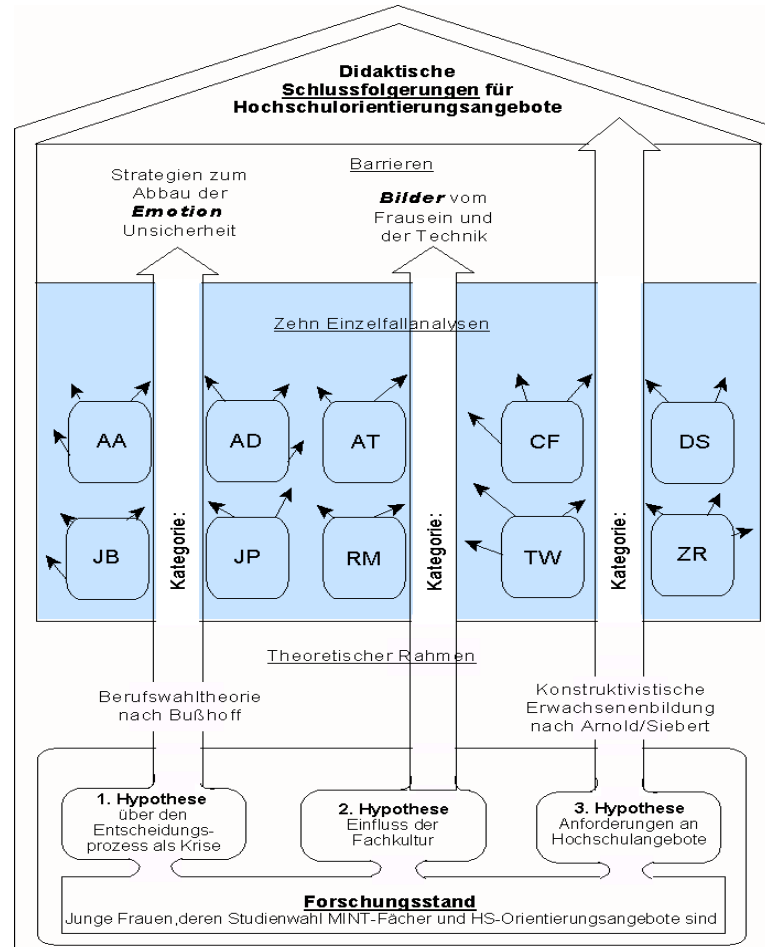 Didaktische
Schlussfolgerungen für
Hochschulorientierungsangebote
Barrieren
Strategien zum
Abbau der
Emotion
Unsicherheit
Bilder vom
Frausein und
der Technik
Zehn Einzelfallanalysen
AA
AD
AT
CF
DS
JB
JP
RM
TW
ZR
Kategorie:
Kategorie:
Kategorie:
Theoretischer Rahmen
Berufswahltheorie
nach Bußhoff
Konstruktivistische
Erwachsenenbildung
nach Arnold/Siebert
1. Hypothese
über den
Entscheidungs-
prozess als Krise
2. Hypothese
Einfluss der
Fachkultur
3. Hypothese
Anforderungen an
Hochschulangebote
Forschungsstand
Junge Frauen,deren Studienwahl MINT-Fächer und HS-Orientierungsangebote sind